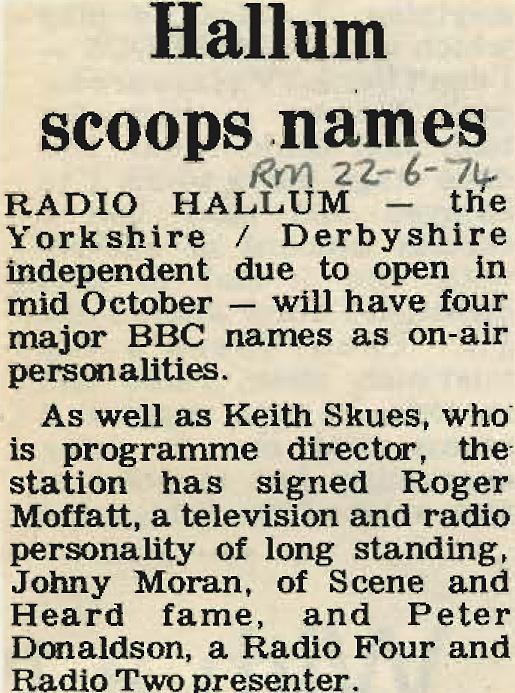 Hallum
scoops names
RM 22-6-74
RADIO HALLUM — the
Yorkshire / Derbyshire
independent due to open in
mid October — will have four
major BBC names as on-air
personalities.
As well as Keith Skues, who
is programme director, the
station has signed Roger
Moffatt, a television and radio
personality of long standing,
Johny Moran, of Scene and
Heard fame, and Peter
Donaldson, a Radio Four and
Radio Two presenter.